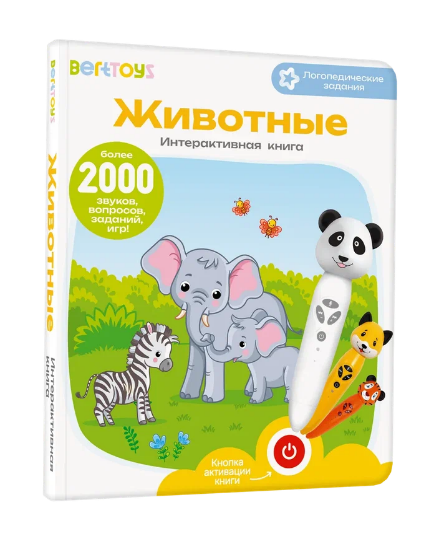 BertToys
Логопедические
задания
Животные
Интерактивная книга
более
2000
звуков,
вопросов,
заданий,
игр!
Кнопка
активации
книги
BertToys
Животные
Интерактивная
книга